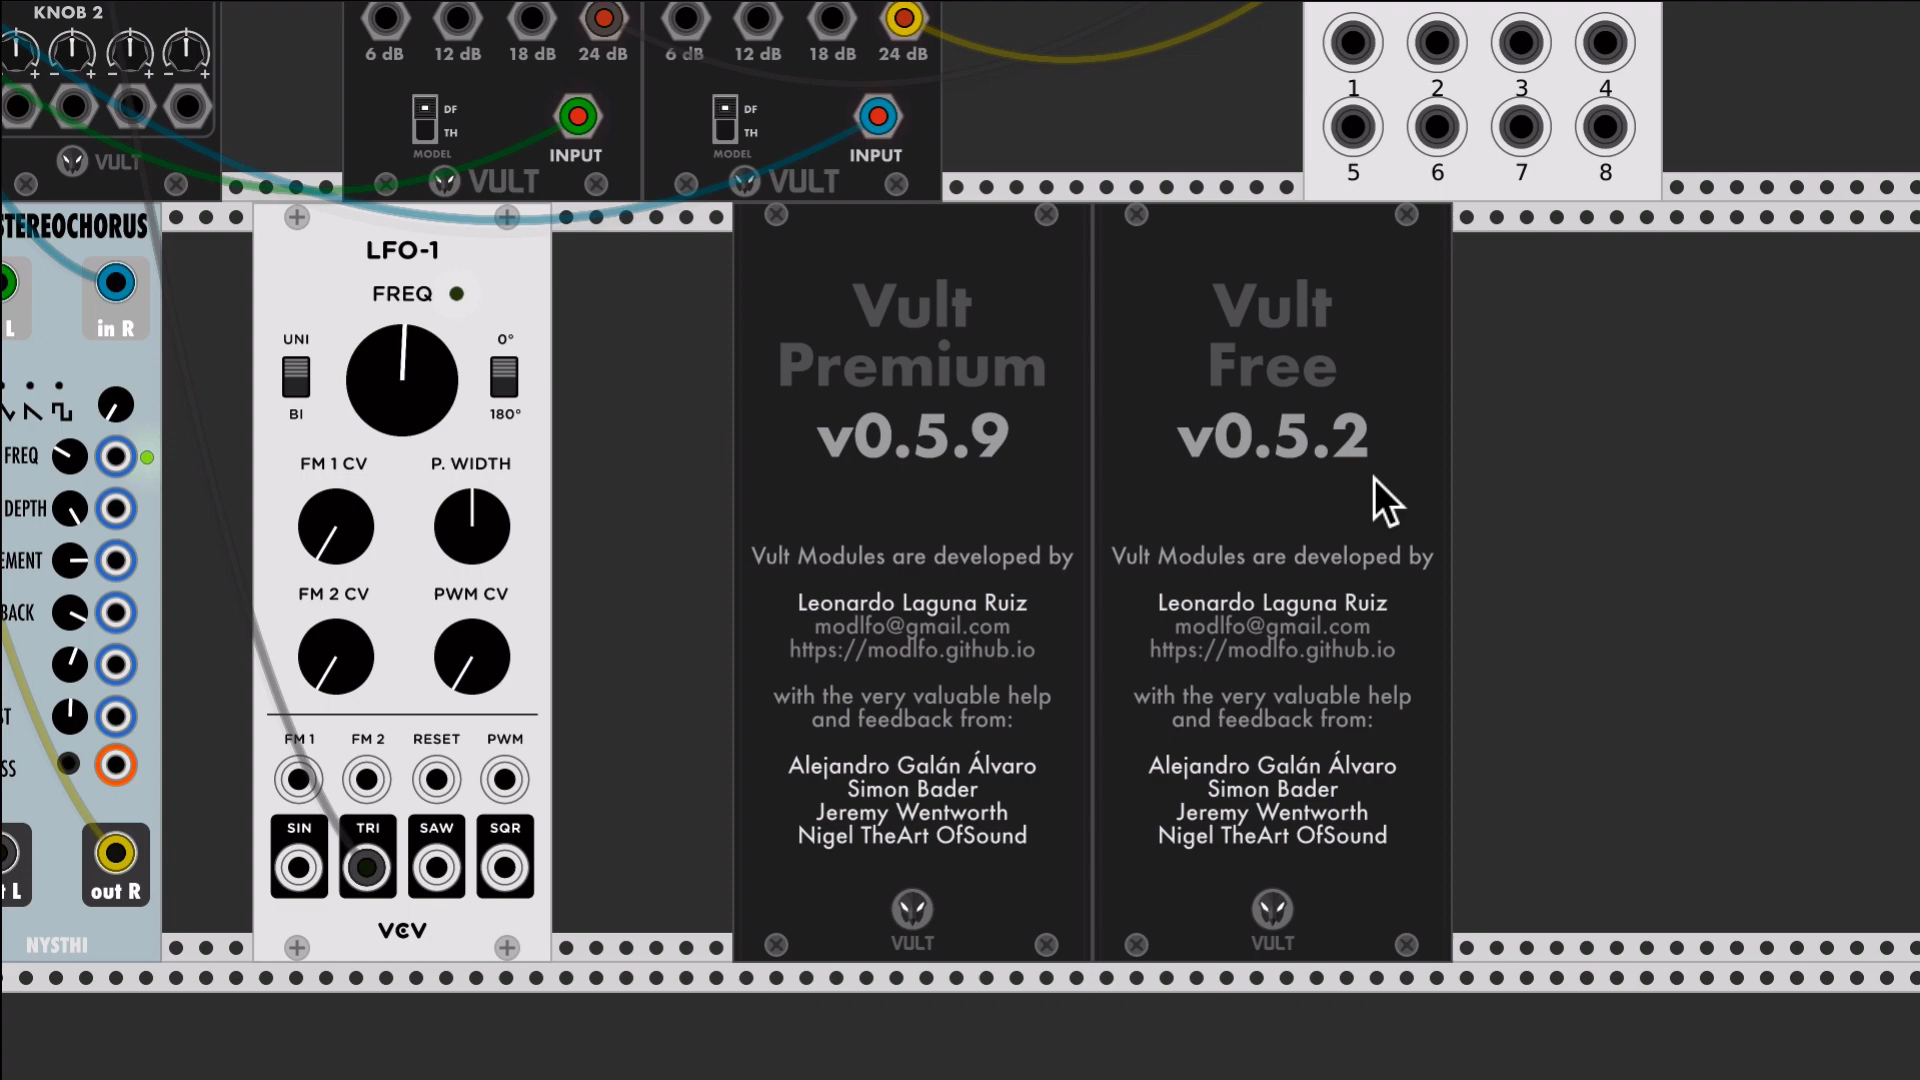 KNOB 2
VULT
6 dB
12 dB
18 dB
24 dB
DF
TH
MODEL
INPUT
VULT
6 dB
12 dB
18 dB
24 dB
DF
TH
MODEL
INPUT
VULT
1
2
3
4
5
6
7
8
STEREOCHORUS
L
in R
FREQ
DEPTH
EMENT
BACK
ST
SS
t L
out R
NYSTHI
LFO-1
FREQ
UNI
0°
BI
180°
FM 1 CV
P. WIDTH
FM 2 CV
PWM CV
FM 1
FM 2
RESET
PWM
SIN
TRI
SAW
SQR
VCV
Vult
Premium
v0.5.9
Vult Modules are developed by
Leonardo Laguna Ruiz
modlfo@gmail.com
https://modlfo.github.io
with the very valuable help
and feedback from:
Alejandro Galán Álvaro
Simon Bader
Jeremy Wentworth
Nigel TheArt OfSound
VULT
Vult
Free
v0.5.2
Vult Modules are developed by
Leonardo Laguna Ruiz
modlfo@gmail.com
https://modlfo.github.io
with the very valuable help
and feedback from:
Alejandro Galán Álvaro
Simon Bader
Jeremy Wentworth
Nigel TheArt OfSound
VULT